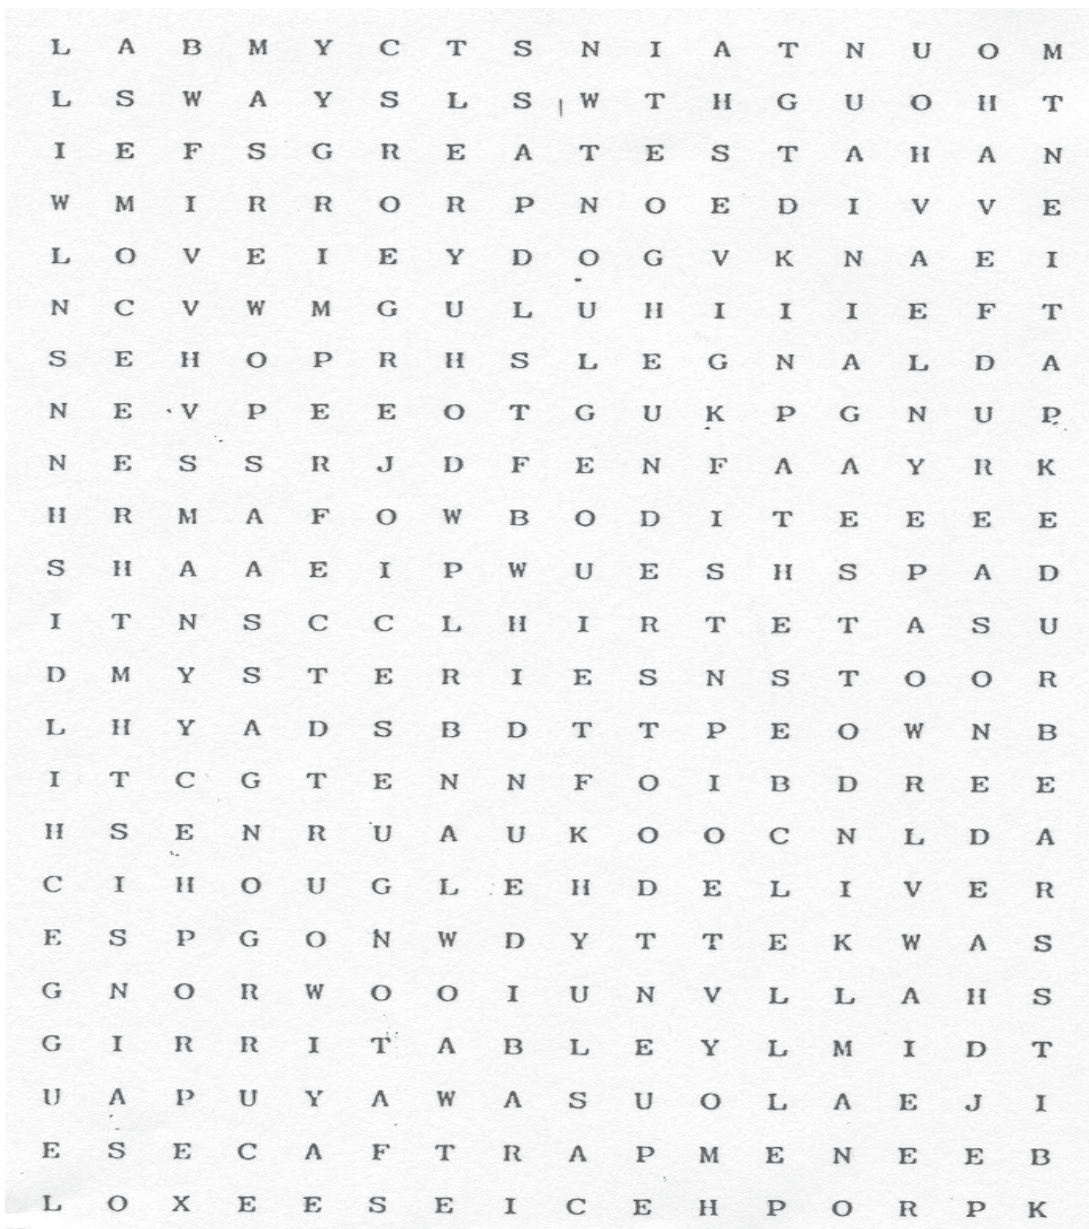 L A B M Y C T S N I A T N U O M
L S W A Y S L S W T H G U O H T
I E F S G R E A T E S T A H A N
W M I R R O R P N O E D I V V E
L O V E I E Y D O G V K N A E I
N C V W M G U L U H I I I E F T
S E H O P R H S L E G N A L D A
N E V P E E O T G U K P G N U P
N E S S R J D F E N F A A Y R K
H R M A F O W B O D I T E E E E
S H A A E I P W U E S H S P A D
I T N S C C L H I R T E T A S U
D M Y S T E R I E S N S T O O R
L H Y A D S B D T T P E O W N B
I T C G T E N N F O I B D R E E
H S E N R U A U K O O C N L D A
C I H O U G L E H D E L I V E R
E S P G O N W D Y T T E K W A S
G N O R W O O I U N V L L A H S
G I R R I T A B L E Y L M I D T
U A P U Y A W A S U O L A E J I
E S E C A F T R A P M E N E E B
L O X E E S E I C E H P O R P K